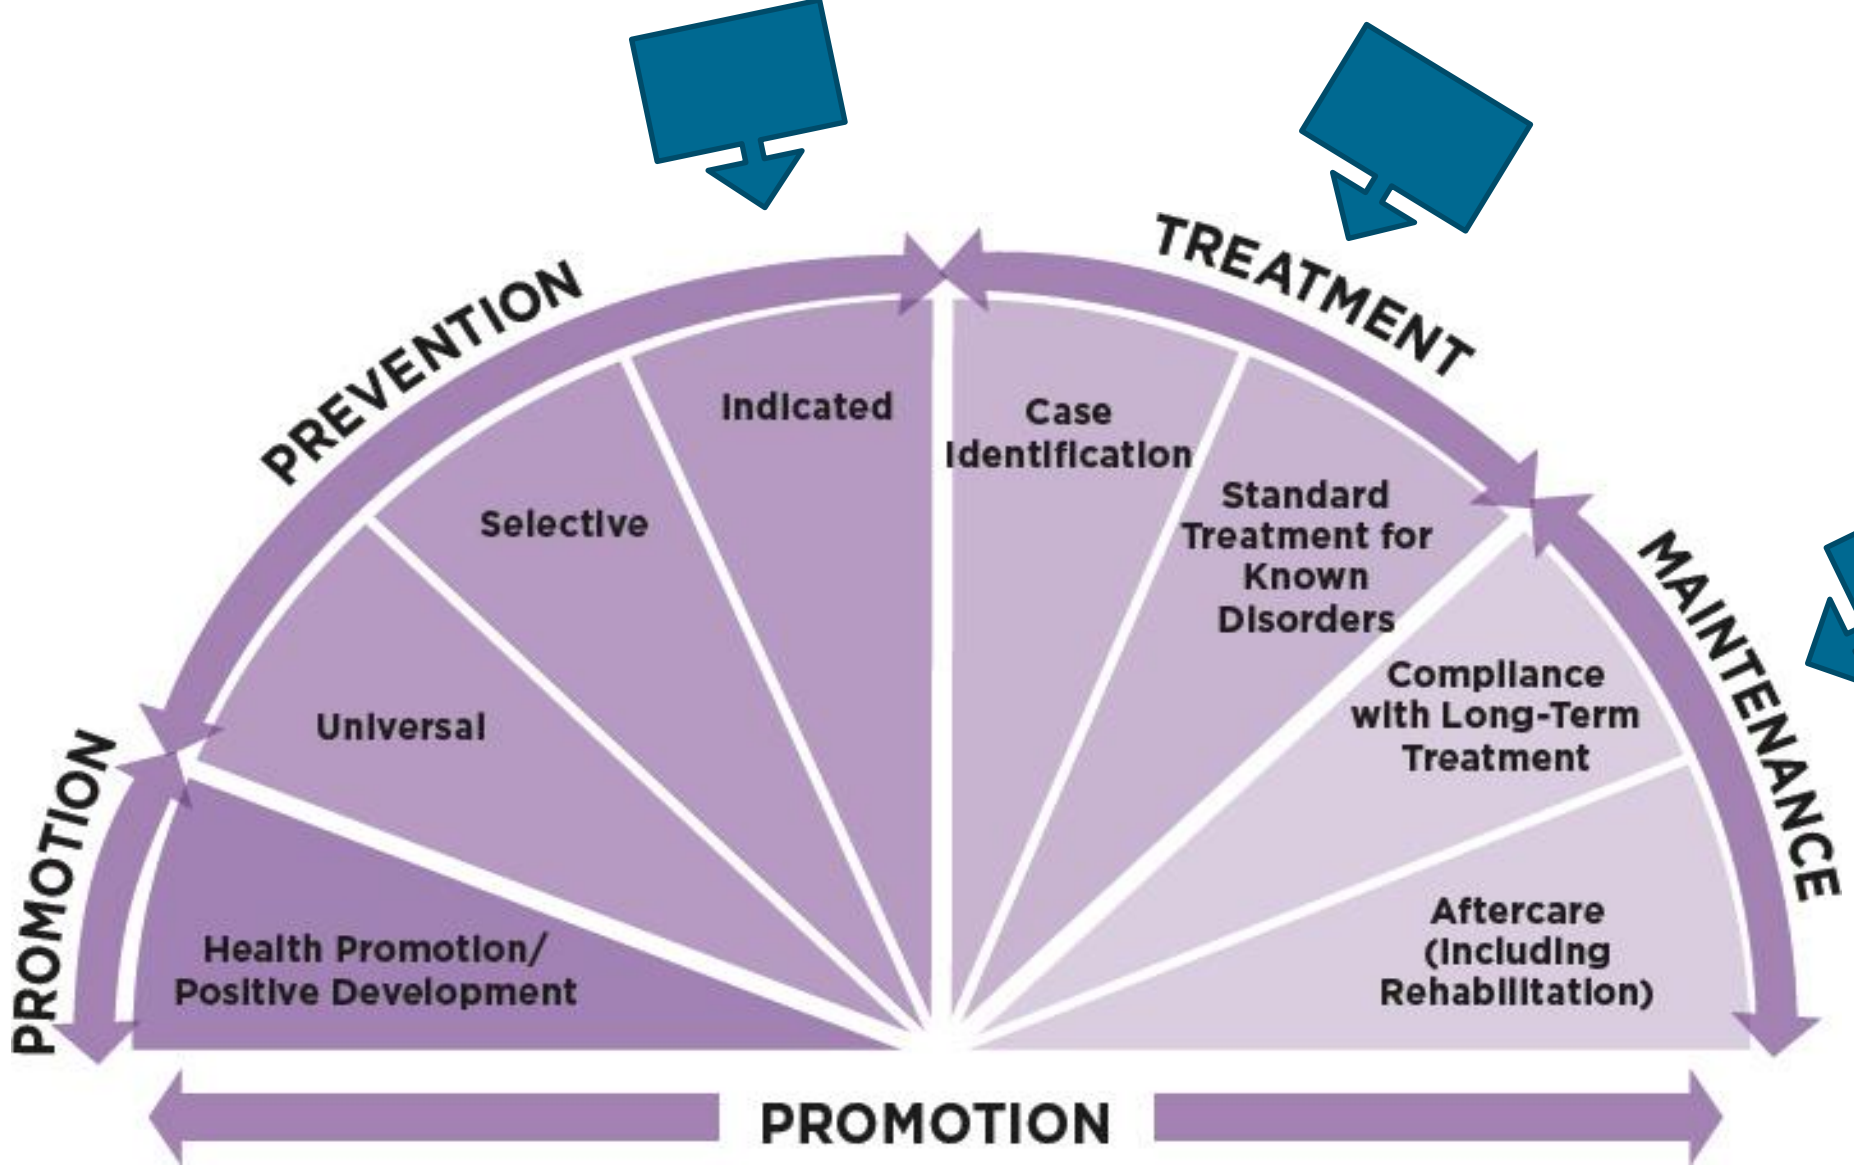 PROMOTION
PREVENTION
TREATMENT
MAINTENANCE
Health Promotion/
Positive Development
Universal
Selective
Indicated
Case
Identification
Standard
Treatment for
Known
Disorders
Compliance
with Long-Term
Treatment
Aftercare
(Including
Rehabilitation)
PROMOTION